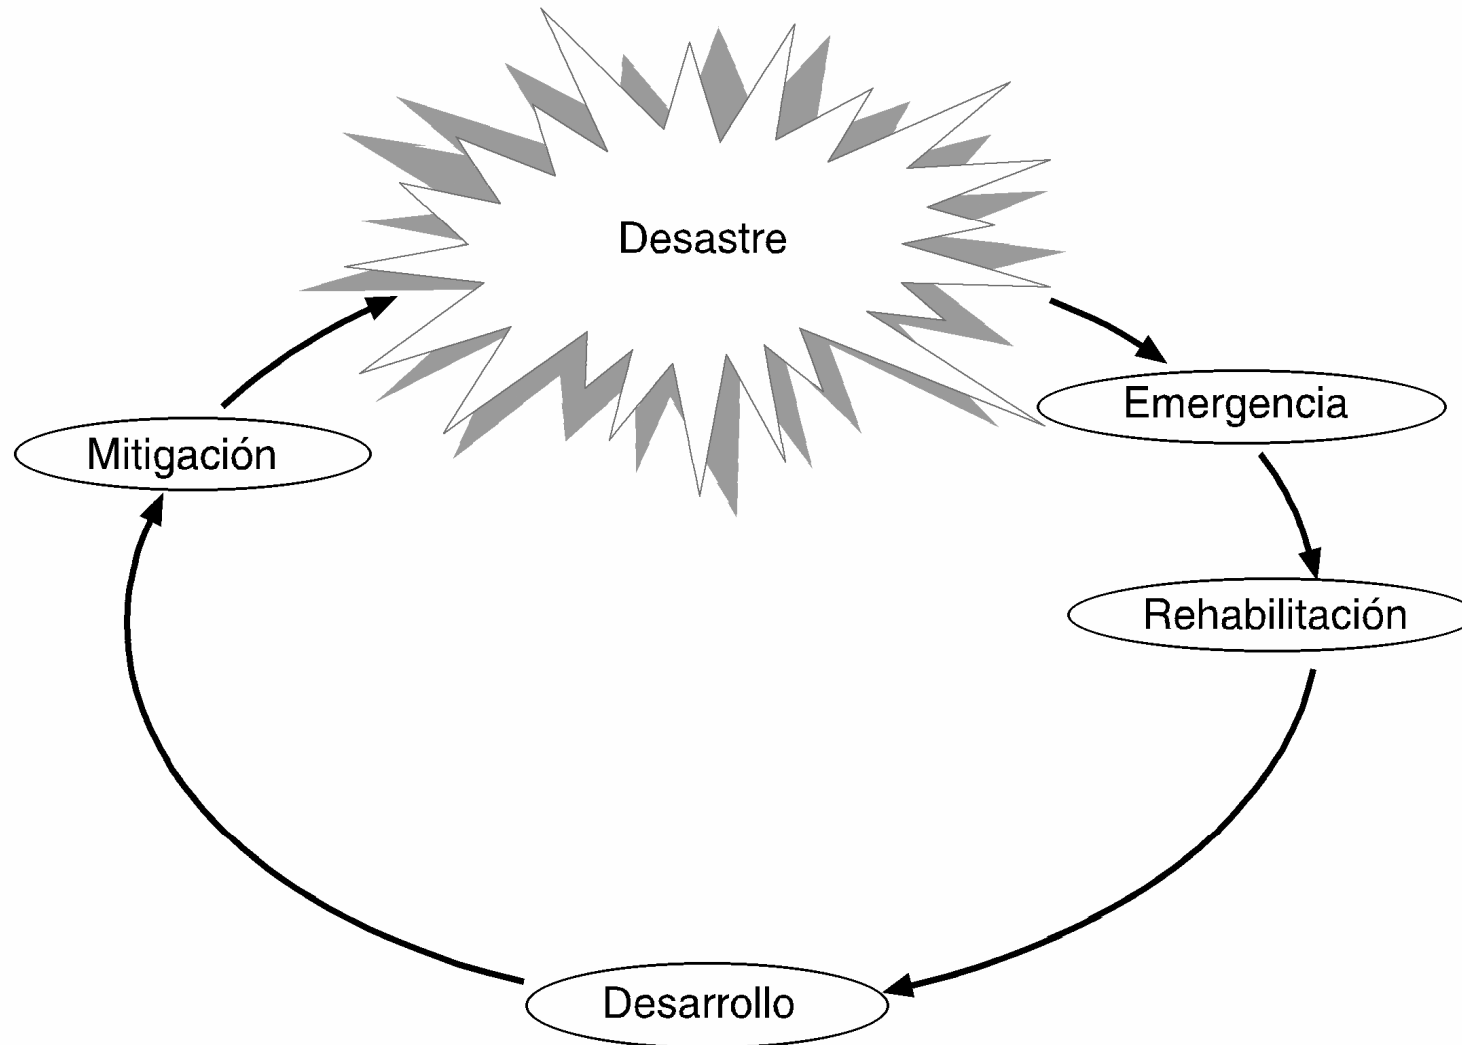 Desastre
Emergencia
Mitigación
Rehabilitación
Desarrollo